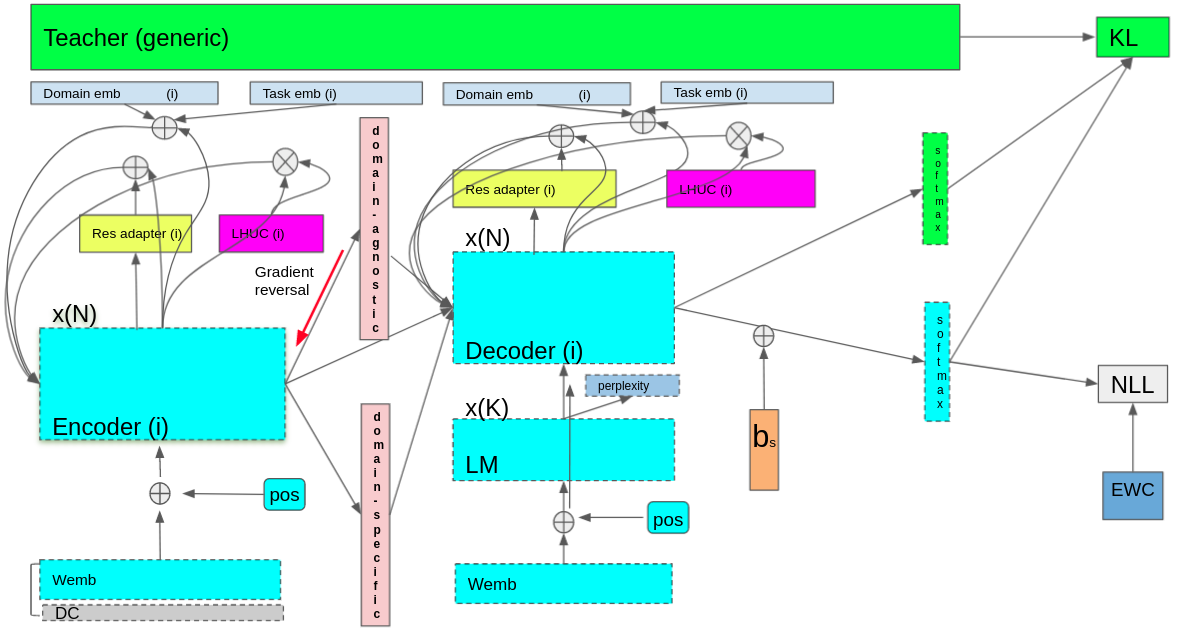 Teacher (generic)
KL
Domain emb (i)
Task emb (i)
Domain emb (i)
Task emb (i)
domain-agnostic
softmax
Res adapter (i)
LHUC (i)
Res adapter (i)
LHUC (i)
Gradient
reversal
x(N)
x(N)
Encoder (i)
Decoder (i)
softmax
perplexity
NLL
x(K)
LM
domain-specific
bs
pos
pos
EWC
Wemb
DC
Wemb